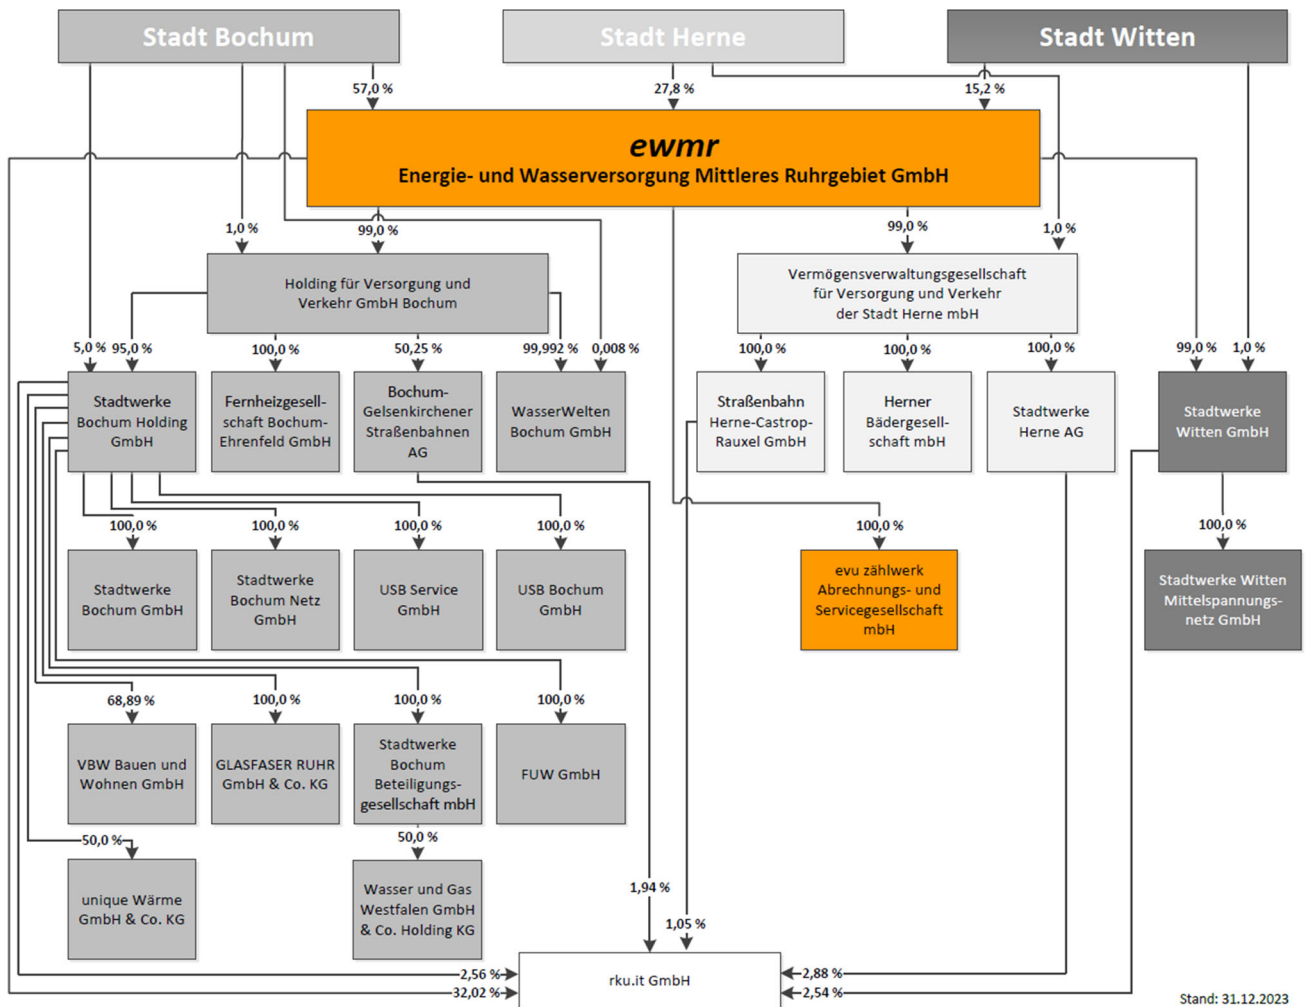 Stadt Bochum
Stadt Herne
Stadt Witten
57,0 %
27,8 %
15,2 %
ewmr
Energie- und Wasserversorgung Mittleres Ruhrgebiet GmbH
1,0 %
99,0 %
99,0 %
1,0 %
Holding für Versorgung und
Verkehr GmbH Bochum
Vermögensverwaltungsgesellschaft
für Versorgung und Verkehr
der Stadt Herne mbH
5,0 %
95,0 %
100,0 %
50,25 %
99,992 %
0,008 %
100,0 %
100,0 %
100,0 %
99,0 %
1,0 %
Stadtwerke
Bochum Holding
GmbH
Fernheizgesell-
schaft Bochum-
Ehrenfeld GmbH
Bochum-
Gelsenkirchener
Straßenbahnen
AG
WasserWelten
Bochum GmbH
Straßenbahn
Herne-Castrop-
Rauxel GmbH
Herner
Bädergesell-
schaft mbH
Stadtwerke
Herne AG
Stadtwerke
Witten GmbH
100,0 %
100,0 %
100,0 %
100,0 %
100,0 %
100,0 %
Stadtwerke
Bochum GmbH
Stadtwerke
Bochum Netz
GmbH
USB Service
GmbH
USB Bochum
GmbH
evu zählwerk
Abrechnungs- und
Servicegesellschaft
mbH
Stadtwerke Witten
Mittelspannungs-
netz GmbH
68,89 %
100,0 %
100,0 %
100,0 %
VBW Bauen und
Wohnen GmbH
GLASFASER RUHR
GmbH & Co. KG
Stadtwerke
Bochum
Beteiligungs-
gesellschaft mbH
FUW GmbH
50,0 %
50,0 %
unique Wärme
GmbH & Co. KG
Wasser und Gas
Westfalen GmbH
& Co. Holding KG
1,94 %
1,05 %
rku.it GmbH
2,56 %
32,02 %
2,88 %
2,54 %
Stand: 31.12.2023